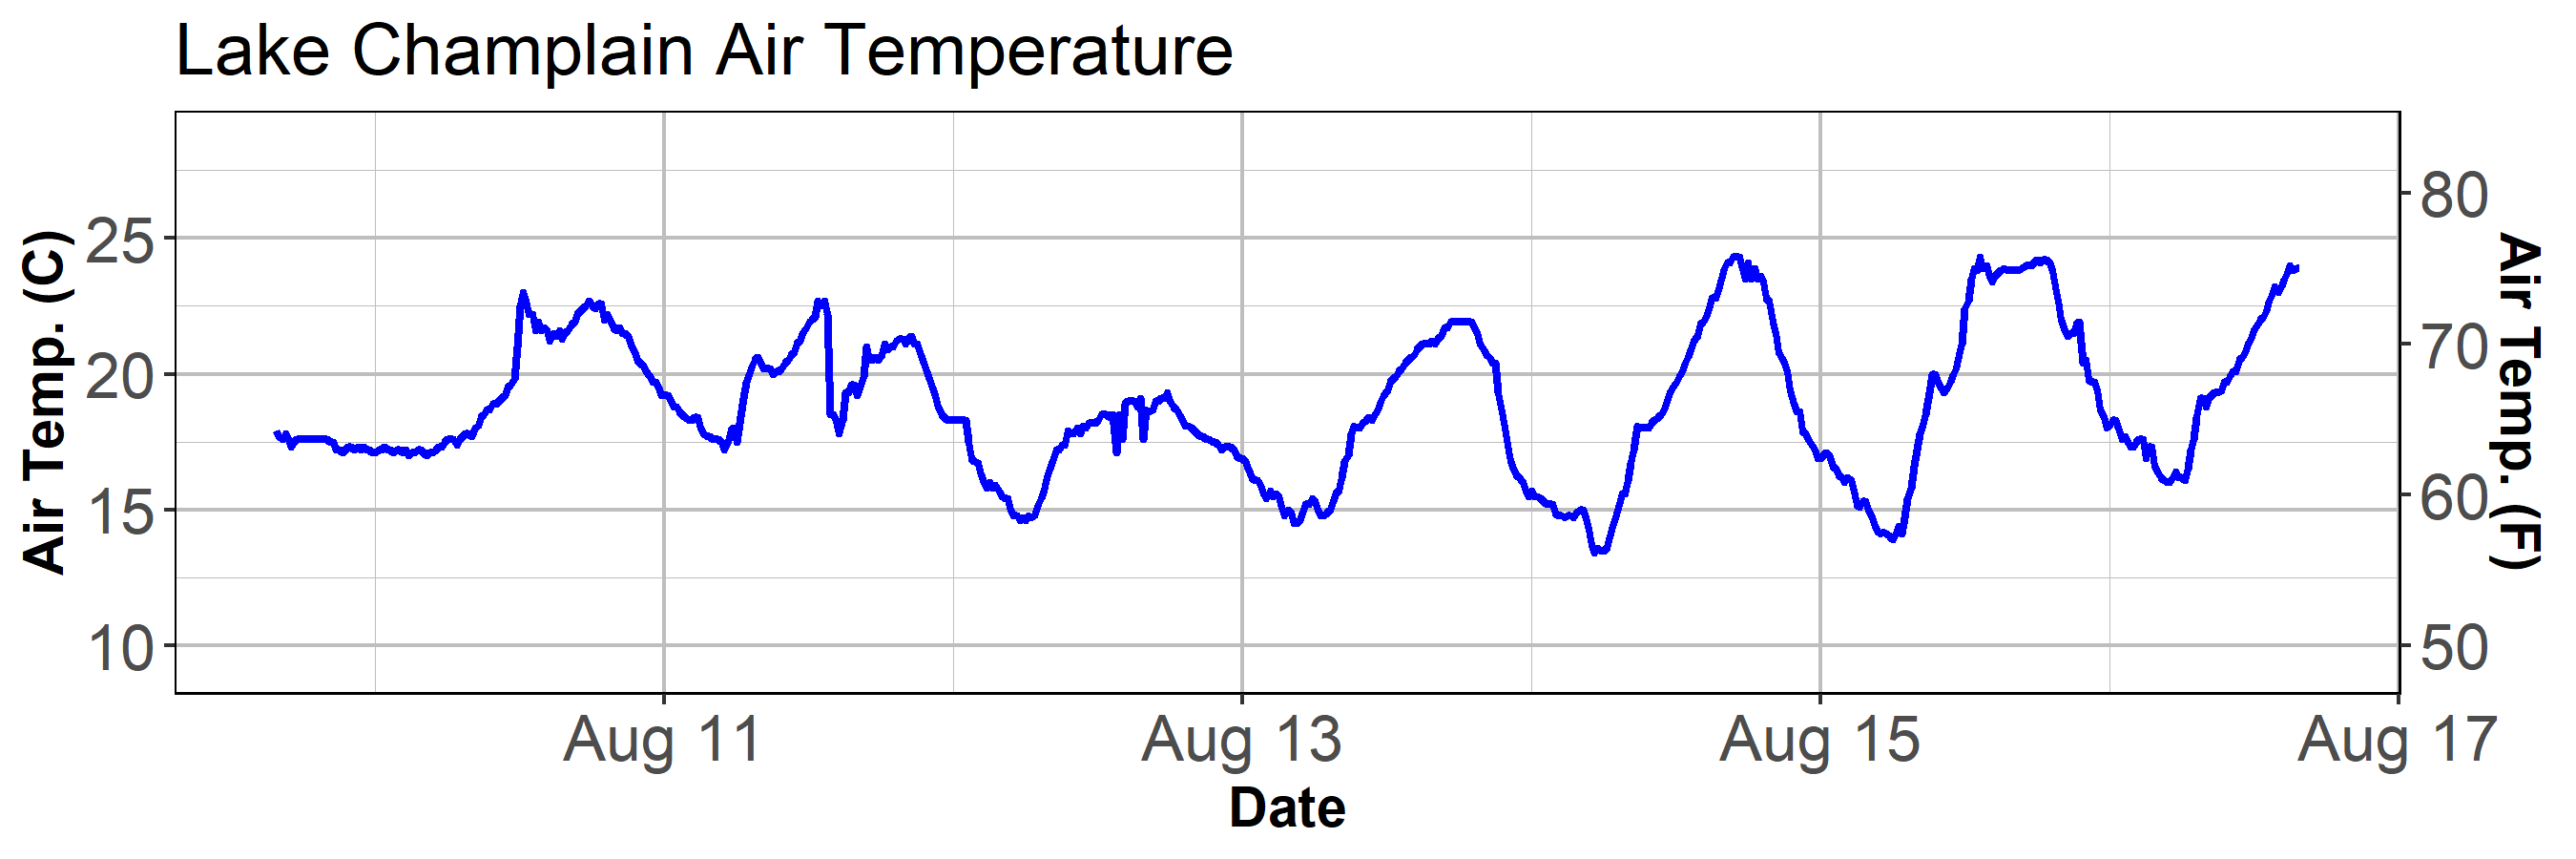 Lake Champlain Air Temperature
Air Temp. (C)
25
20
15
10
80
70
60
50
Air Temp. (F)
Aug 11
Aug 13
Aug 15
Aug 17
Date